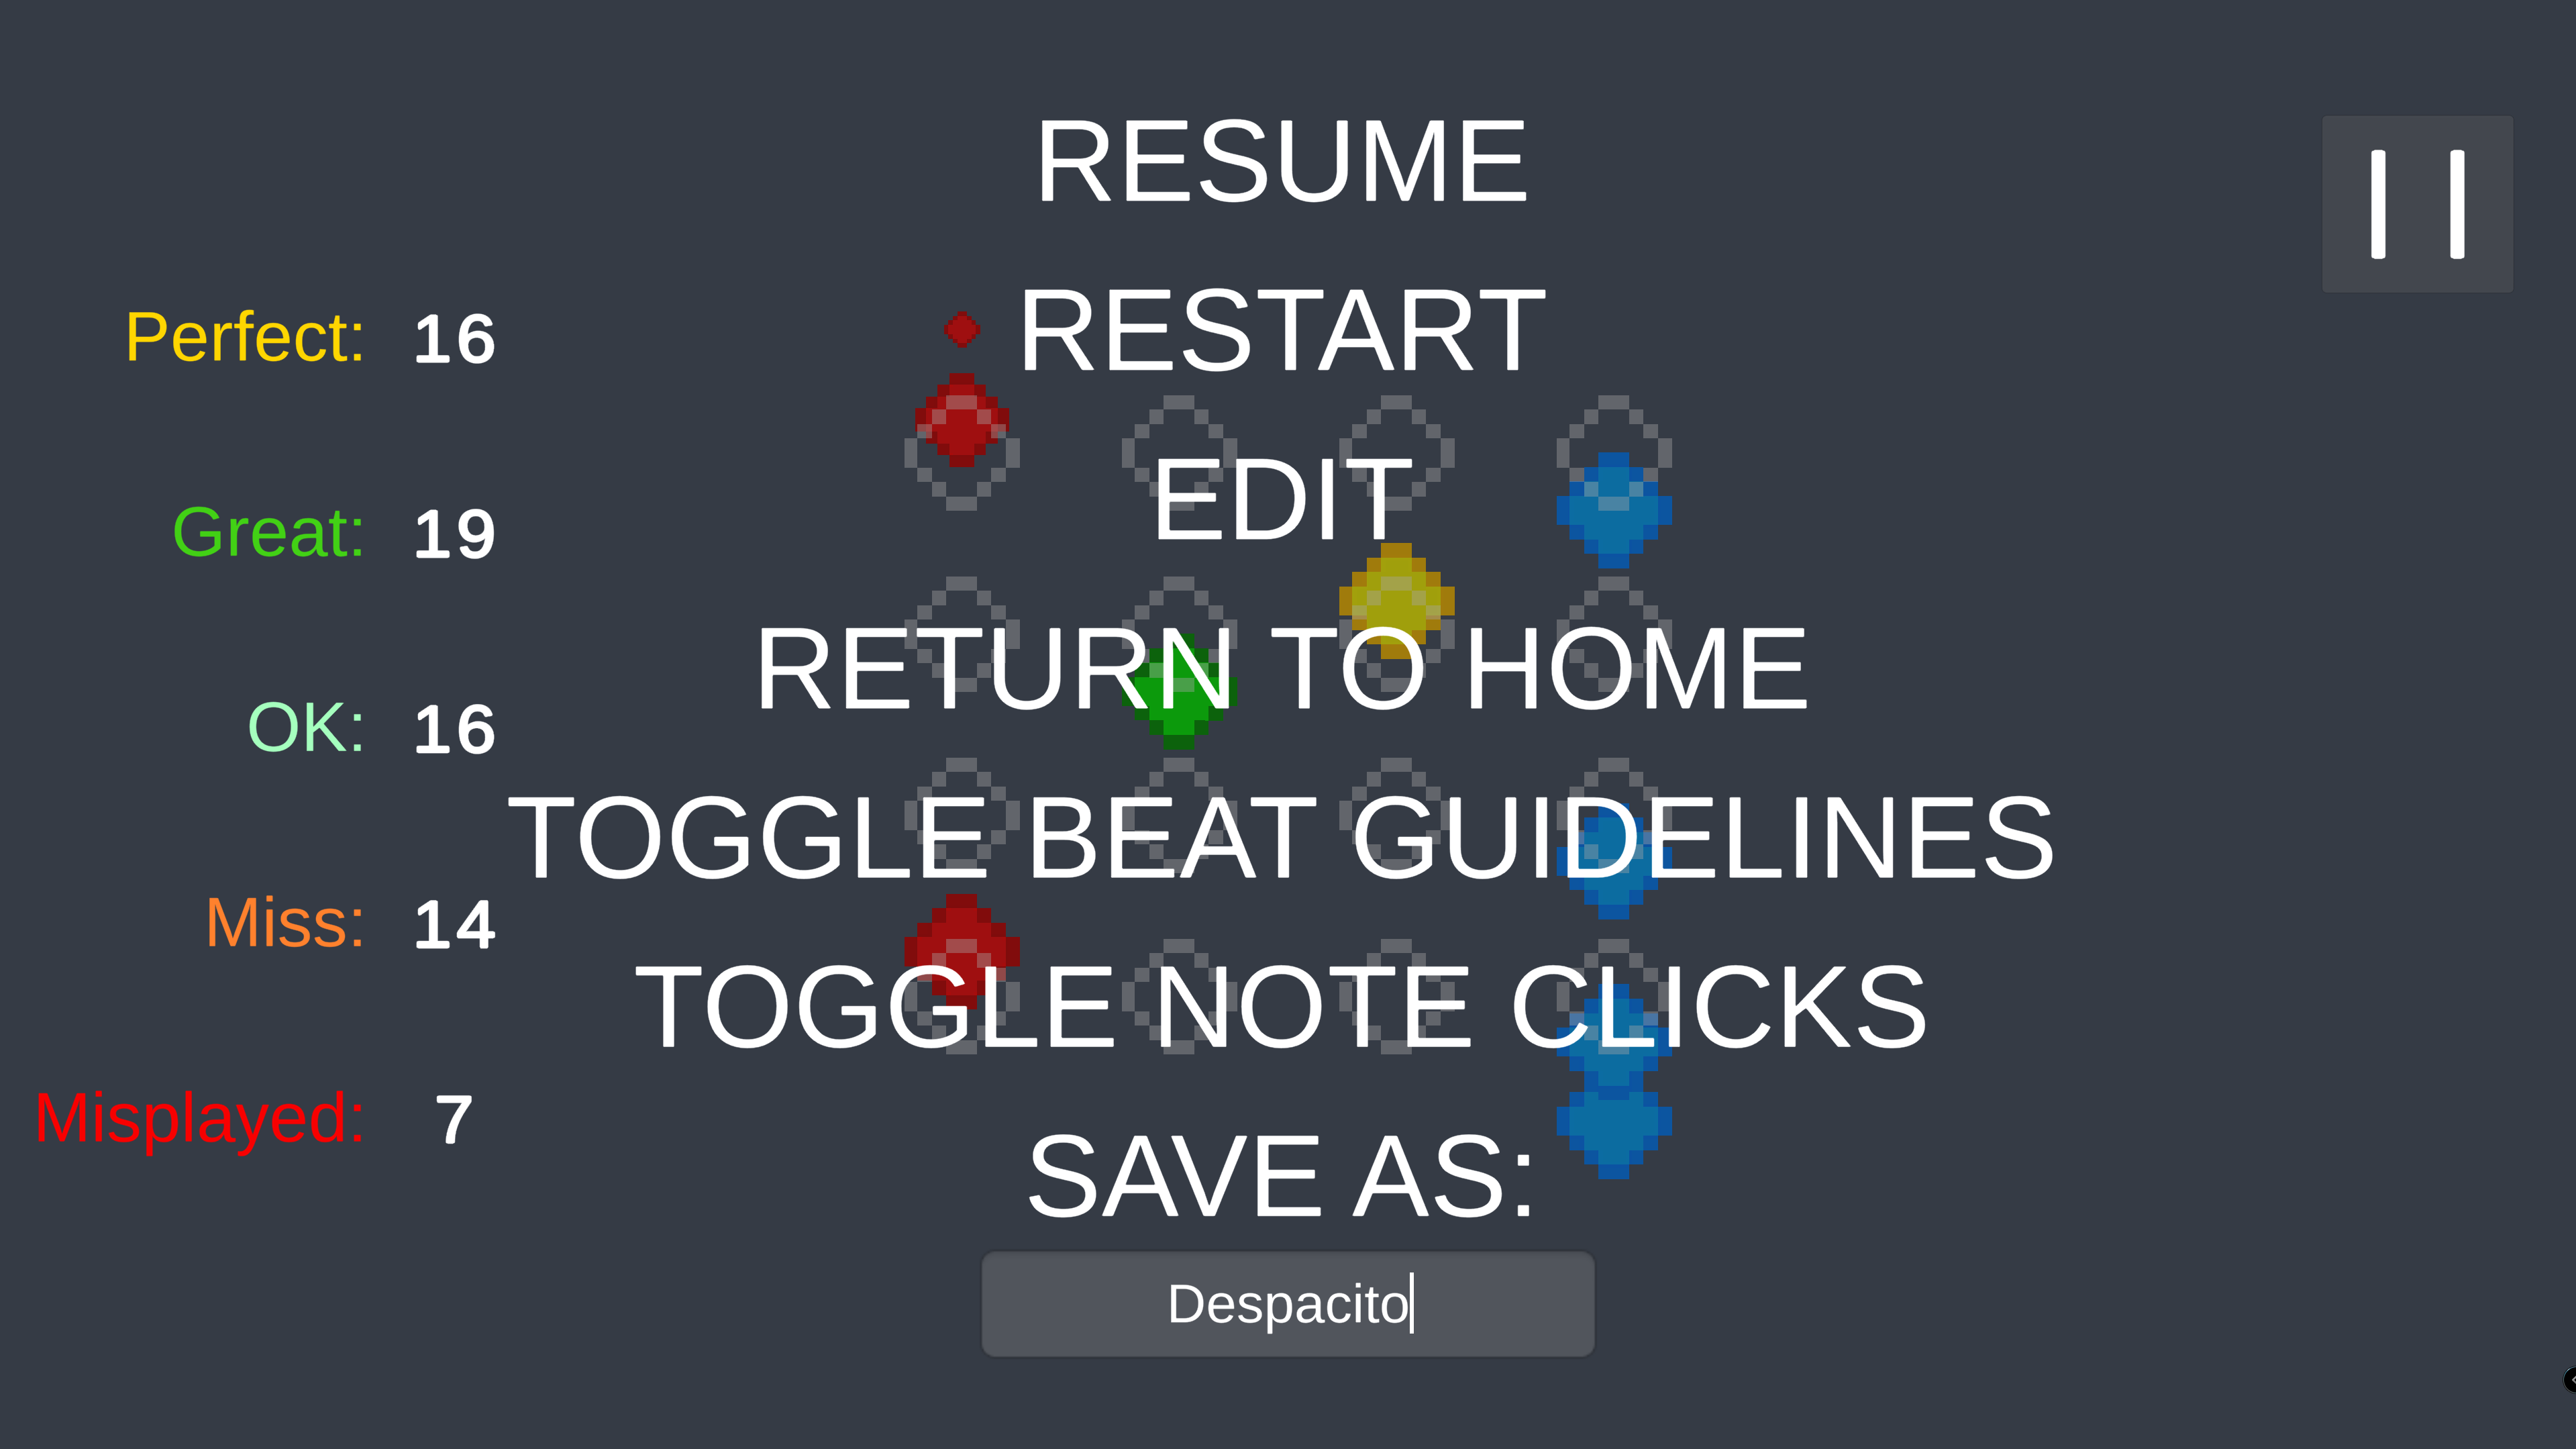 RESUME
RESTART
Perfect: 16
EDIT
Great: 19
RETURN TO HOME
OK: 16
TOGGLE BEAT GUIDELINES
Miss: 14
TOGGLE NOTE CLICKS
Misplayed: 7
SAVE AS:
Despacito